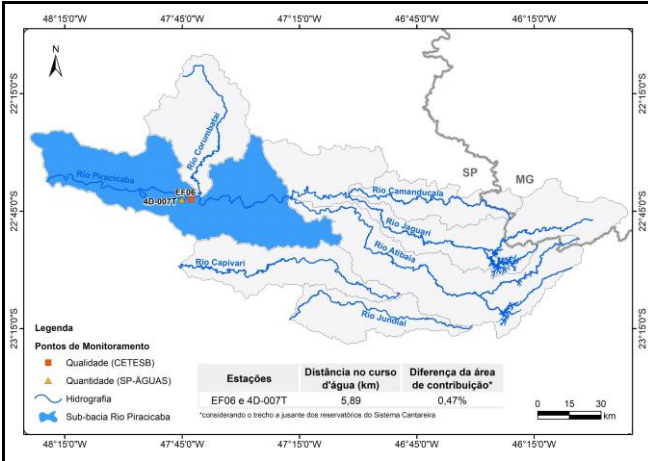 48°15'0"W 47°45'0"W 47°15'0"W 46°45'0"W 46°15'0"W
N
22°15'0"S 22°15'0"S
SP MG
Rio Corumbataí
Rio Piracicaba
EF06
4D-007T
Rio Camanducaia
22°45'0"S 22°45'0"S
Rio Jaguari
Rio Atibaia
Rio Capivari
Rio Jundiaí
23°15'0"S 23°15'0"S
Legenda
Pontos de Monitoramento
Qualidade (CETESB)
Quantidade (SP-ÁGUAS)
Hidrografia
Sub-bacia Rio Piracicaba
Estações Distância no curso d'água (km) Diferença da área de contribuição*
EF06 e 4D-007T 5,89 0,47%
*considerando o trecho a jusante dos reservatórios do Sistema Cantareira
0 15 30
km
48°15'0"W 47°45'0"W 47°15'0"W 46°45'0"W 46°15'0"W